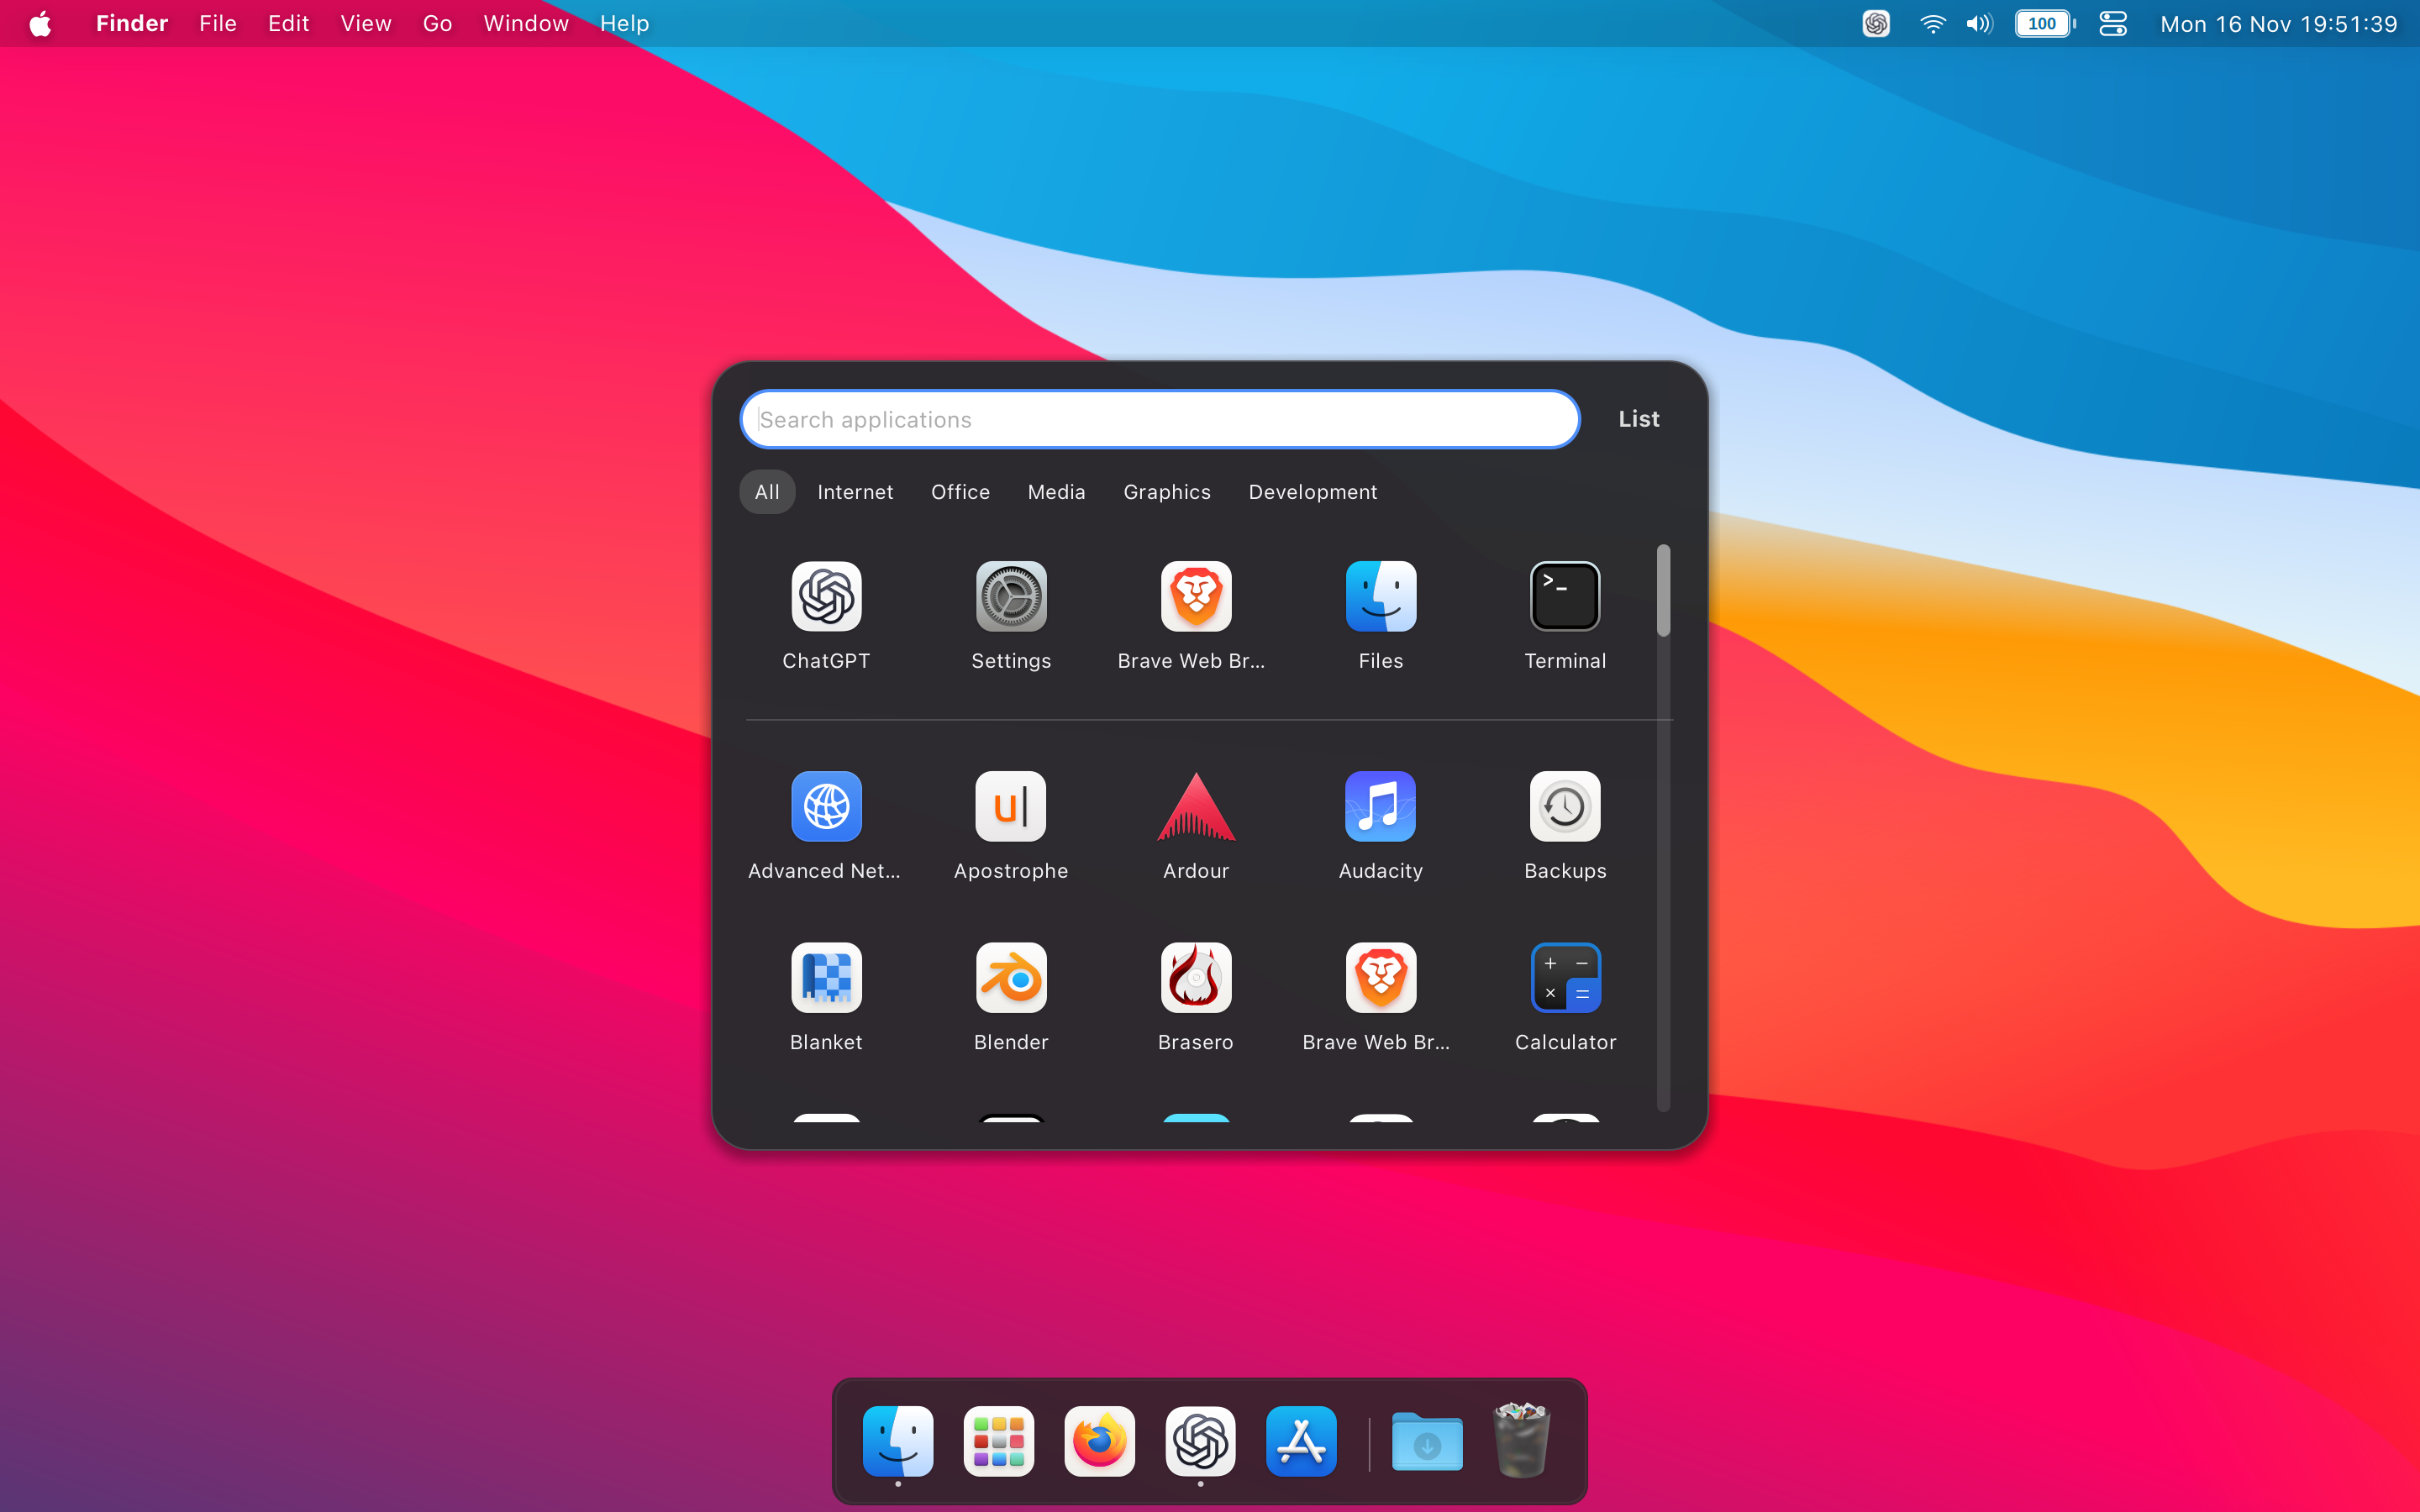 Finder File Edit View Go Window Help 100 Mon 16 Nov 19:51:39
Search applications List
All Internet Office Media Graphics Development
ChatGPT Settings Brave Web Br... Files Terminal
Advanced Net... Apostrophe Ardour Audacity Backups
Blanket Blender Brasero Brave Web Br... Calculator